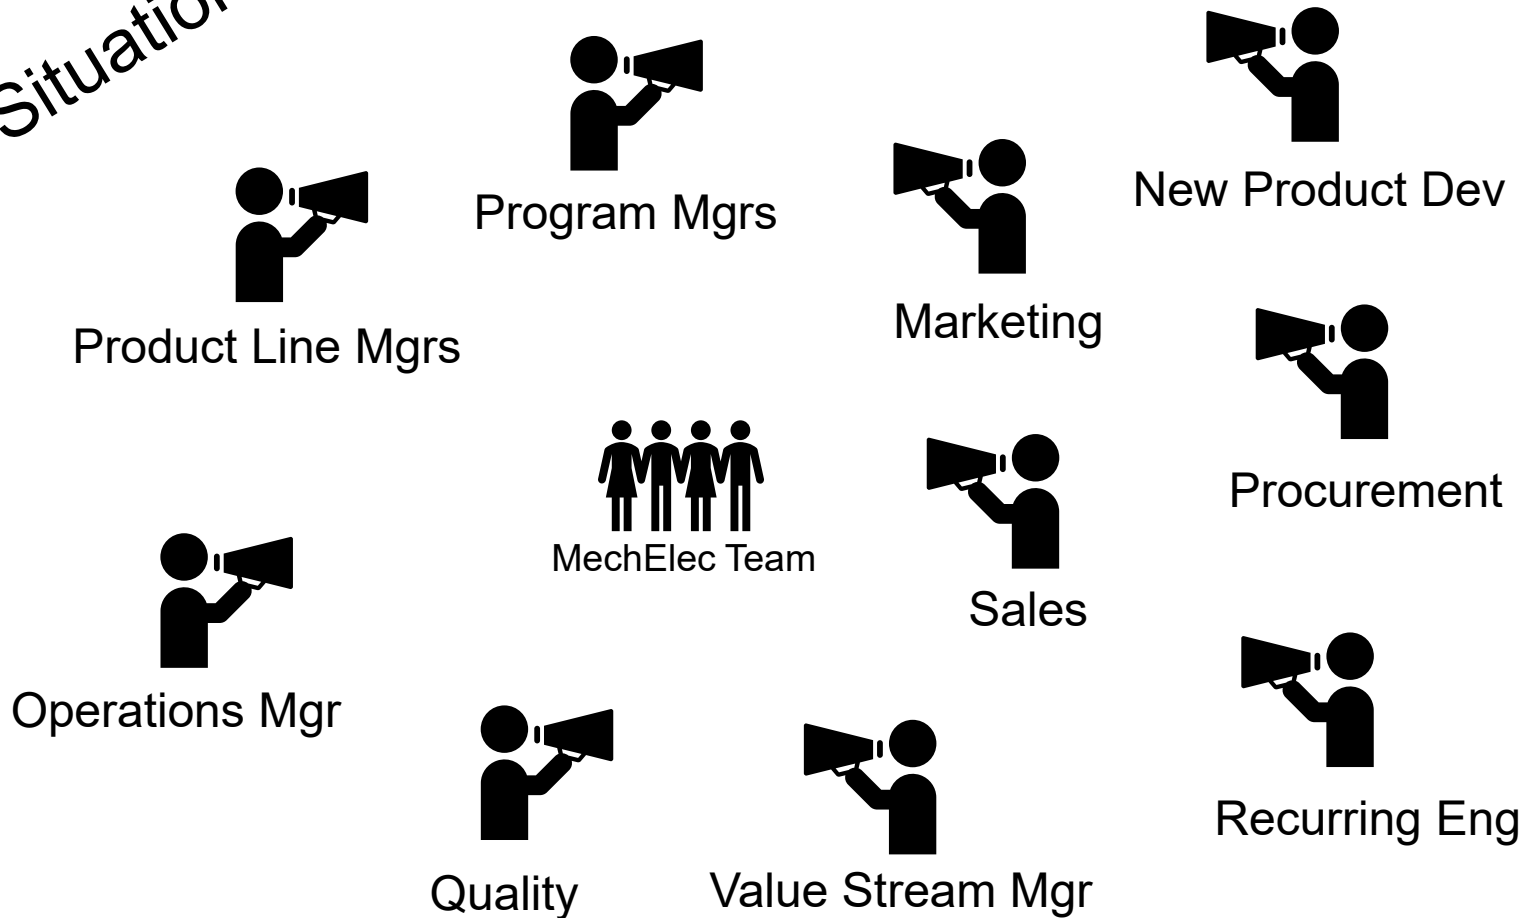 Situation
Program Mgrs
New Product Dev
Product Line Mgrs
Marketing
Procurement
MechElec Team
Sales
Operations Mgr
Recurring Eng
Quality
Value Stream Mgr